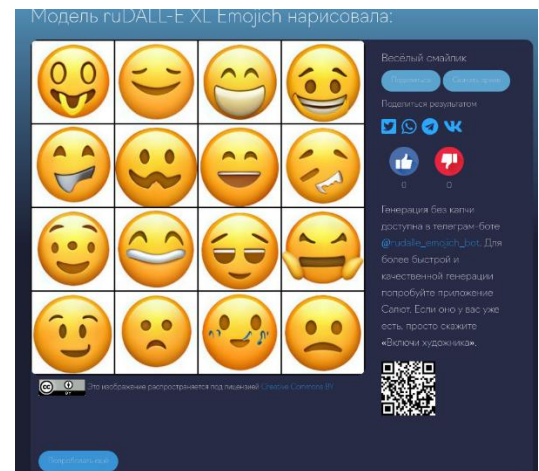 Модель ruDALL-E XL Emojich нарисовала:
Весёлый смайлик
Поделиться результатом
0
0
Генерация без капчи
доступна в телеграм-боте
@rudalle_emojich_bot. Для
более быстрой и
качественной генерации
попробуйте приложение
Салют. Если оно у вас уже
есть, просто скажите
«Включи художника».
cc BY
Это изображение распространяется под лицензией Creative Commons BY